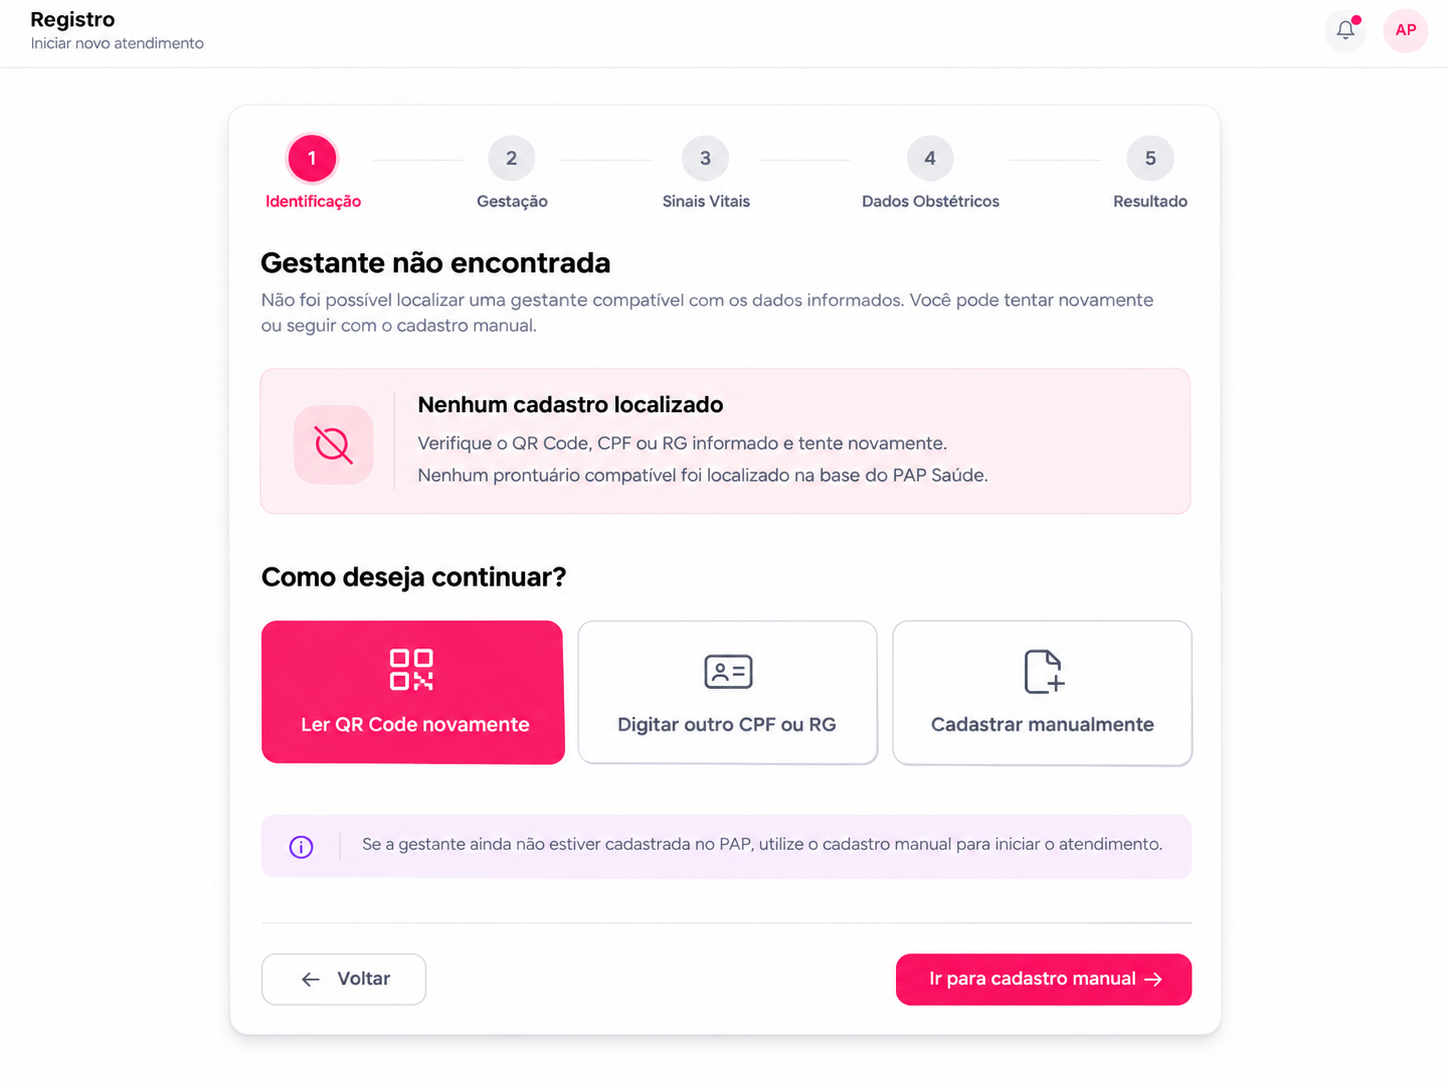 Registro
Iniciar novo atendimento
AP
1
2
3
4
5
Identificação
Gestação
Sinais Vitais
Dados Obstétricos
Resultado
Gestante não encontrada
Não foi possível localizar uma gestante compatível com os dados informados. Você pode tentar novamente
ou seguir com o cadastro manual.
Nenhum cadastro localizado
Verifique o QR Code, CPF ou RG informado e tente novamente.
Nenhum prontuário compatível foi localizado na base do PAP Saúde.
Como deseja continuar?
Ler QR Code novamente
Digitar outro CPF ou RG
Cadastrar manualmente
Se a gestante ainda não estiver cadastrada no PAP, utilize o cadastro manual para iniciar o atendimento.
← Voltar
Ir para cadastro manual →